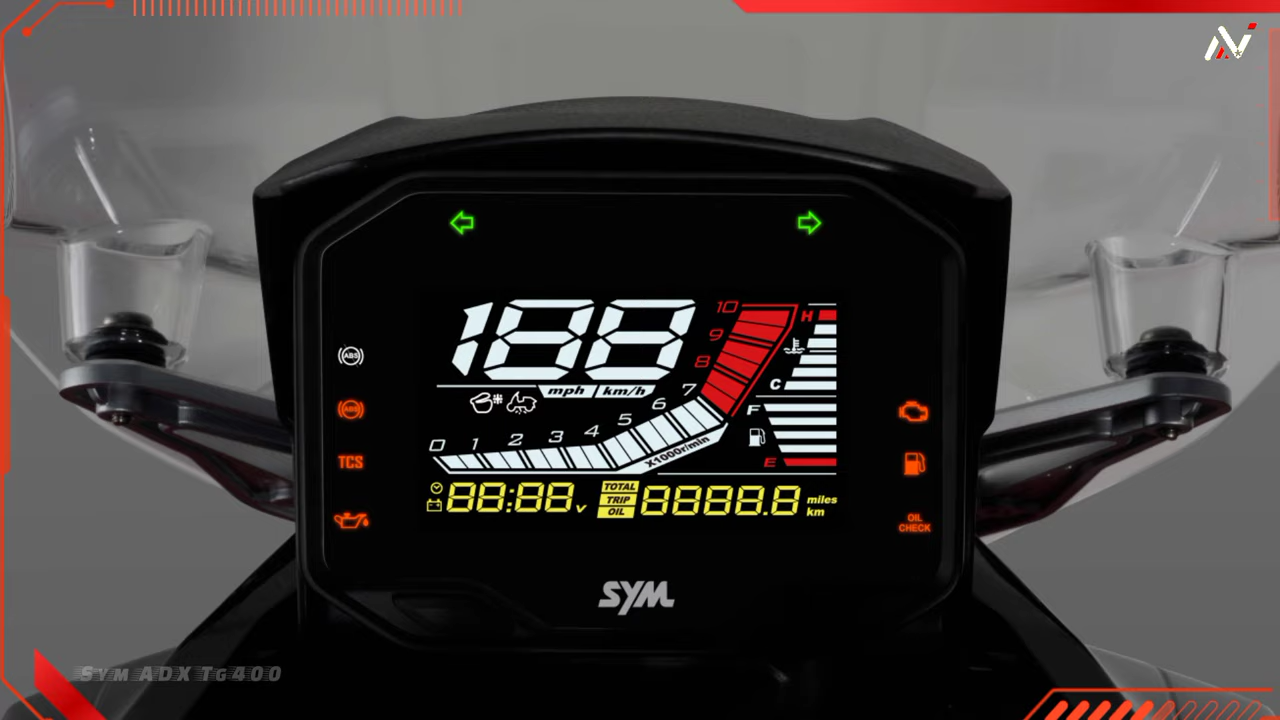 188
mph km/h
10
9
8
7
6
5
4
3
2
1
0
X1000r/min
H
C
F
E
ABS
ABS
TCS
88:88 v
TOTAL
TRIP
OIL
8888.8
miles
km
OIL
CHECK
SYM
SYM ADX TG400